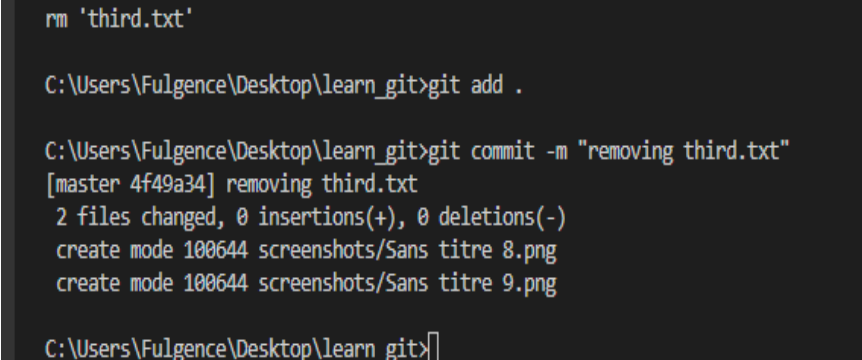 rm 'third.txt'
C:\Users\Fulgence\Desktop\learn_git>git add .
C:\Users\Fulgence\Desktop\learn_git>git commit -m "removing third.txt"
[master 4f49a34] removing third.txt
2 files changed, 0 insertions(+), 0 deletions(-)
create mode 100644 screenshots/Sans titre 8.png
create mode 100644 screenshots/Sans titre 9.png
C:\Users\Fulgence\Desktop\learn_git>